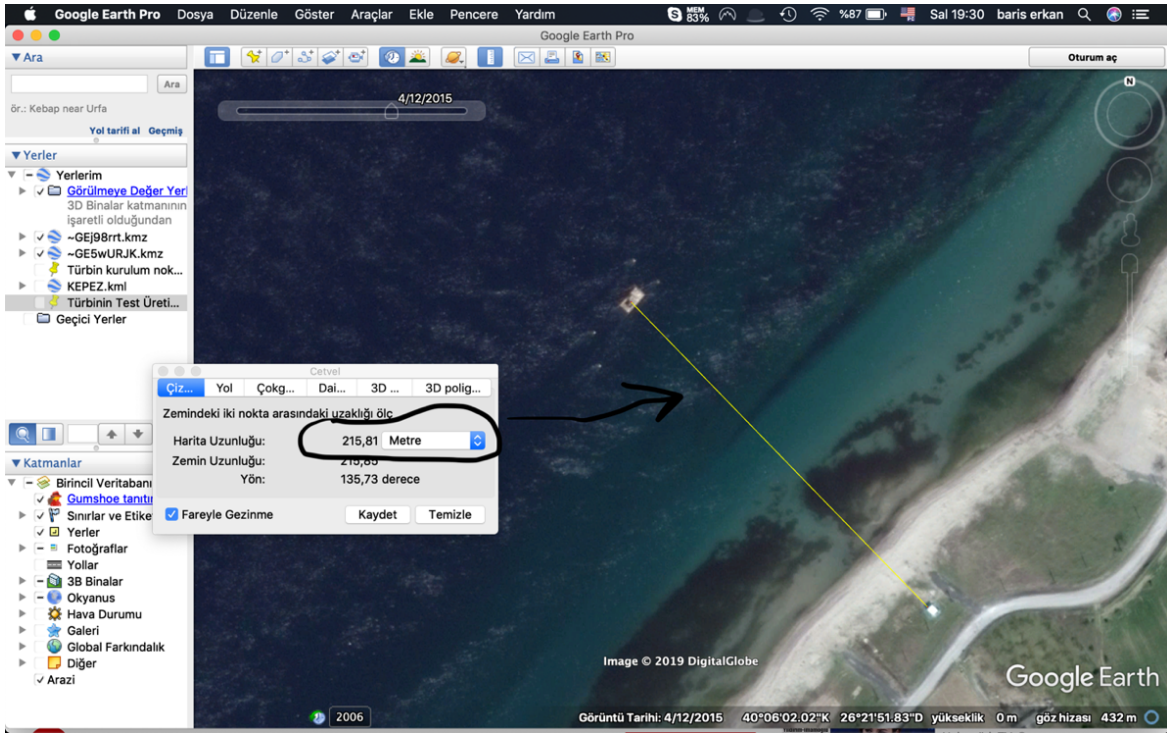 Google Earth Pro Dosya Düzenle Göster Araçlar Ekle Pencere Yardım MEM 83% %87 Sal 19:30 baris erkan
Google Earth Pro
Ara
Oturum aç
Ara
ör.: Kebap near Urfa
Yol tarifi al Geçmiş
Yerler
Yerlerim
Görülmeye Değer Yer
3D Binalar katmanının
işaretli olduğundan
~GEj98rrt.kmz
~GE5wURJK.kmz
Türbin kurulum nok...
KEPEZ.kml
Türbinin Test Üreti...
Geçici Yerler
4/12/2015
N
Cetvel
Çiz... Yol Çokg... Dai... 3D ... 3D polig...
Zemindeki iki nokta arasındaki uzaklığı ölç
Harita Uzunluğu: 215,81 Metre
Zemin Uzunluğu: 215,85
Yön: 135,73 derece
Fareyle Gezinme Kaydet Temizle
Katmanlar
Birincil Veritabanı
Gumshoe tanıtı
Sınırlar ve Etike
Yerler
Fotoğraflar
Yollar
3B Binalar
Okyanus
Hava Durumu
Galeri
Global Farkındalık
Diğer
Arazi
Image © 2019 DigitalGlobe
Google Earth
2006
Görüntü Tarihi: 4/12/2015 40°06'02.02"K 26°21'51.83"D yükseklik 0 m göz hizası 432 m